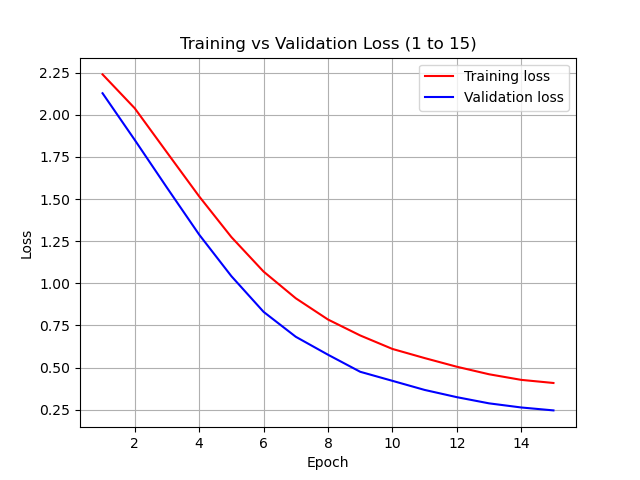 Training vs Validation Loss (1 to 15)
Training loss
Validation loss
2.25
2.00
1.75
1.50
1.25
1.00
0.75
0.50
0.25
Loss
2 4 6 8 10 12 14
Epoch